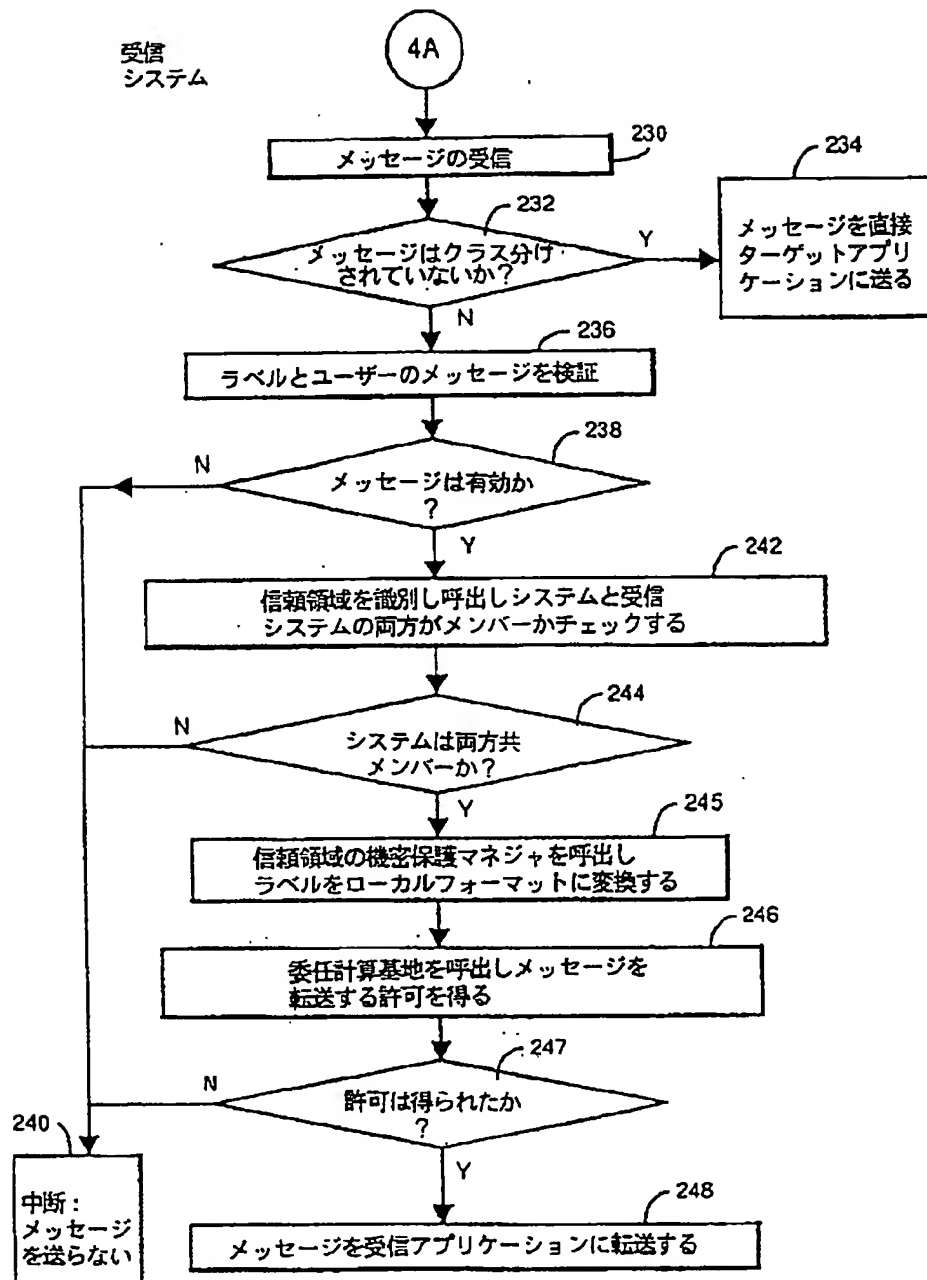 受信
システム
4A
メッセージの受信
230
232
メッセージはクラス分け
されていないか？
Y
N
234
メッセージを直接
ターゲットアプリ
ケーションに送る
236
ラベルとユーザーのメッセージを検証
238
メッセージは有効か
？
N
Y
242
信頼領域を識別し呼出しシステムと受信
システムの両方がメンバーかチェックする
244
システムは両方共
メンバーか？
N
Y
245
信頼領域の機密保護マネジャを呼出し
ラベルをローカルフォーマットに変換する
246
委任計算基地を呼出しメッセージを
転送する許可を得る
247
許可は得られたか
？
N
Y
240
中断：
メッセージ
を送らない
248
メッセージを受信アプリケーションに転送する